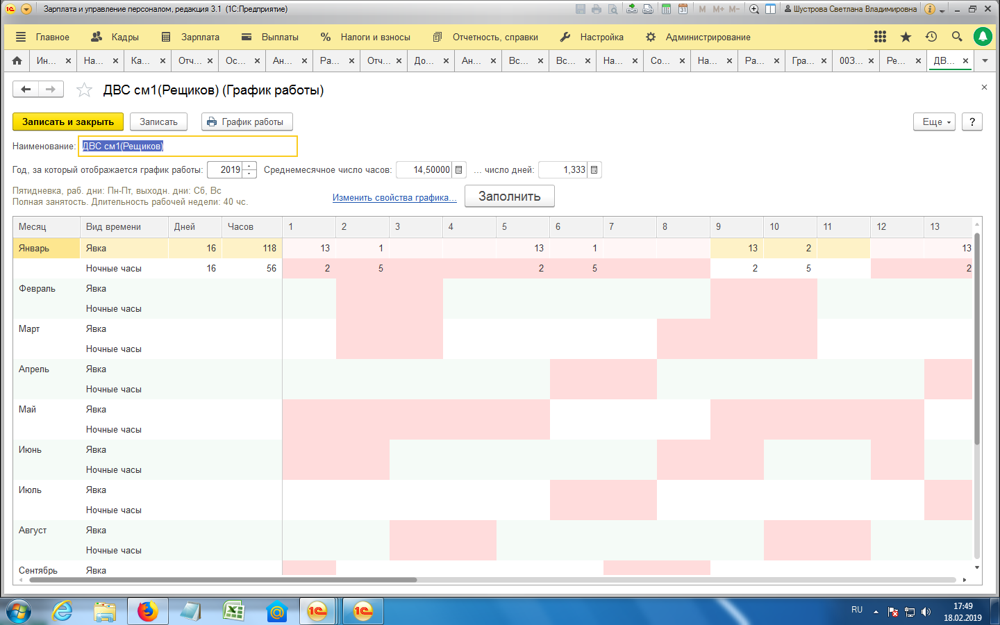 Зарплата и управление персоналом, редакция 3.1 (1С:Предприятие)
M M+ M- Шустрова Светлана Владимировна
Главное Кадры Зарплата Выплаты Налоги и взносы Отчетность, справки Настройка Администрирование
Ин... На... Ка... Отч... Ос... Ан... Ра... Отч... До... Ан... Вс... Вс... На... Со... На... Ра... Гра... 003... Ре... ДВ...
ДВС см1(Рещиков) (График работы)
Записать и закрыть Записать График работы Еще ?
Наименование: ДВС см1(Рещиков)
Год, за который отображается график работы: 2019 Среднемесячное число часов: 14,50000 ... число дней: 1,333
Пятидневка, раб. дни: Пн-Пт, выходн. дни: Сб, Вс
Полная занятость. Длительность рабочей недели: 40 чс.
Изменить свойства графика... Заполнить
Месяц Вид времени Дней Часов 1 2 3 4 5 6 7 8 9 10 11 12 13
Январь Явка 16 118 13 1 13 1 13 2 13
Ночные часы 16 56 2 5 2 5 2 5 2
Февраль Явка
Ночные часы
Март Явка
Ночные часы
Апрель Явка
Ночные часы
Май Явка
Ночные часы
Июнь Явка
Ночные часы
Июль Явка
Ночные часы
Август Явка
Ночные часы
Сентябрь Явка
RU 17:49
18.02.2019